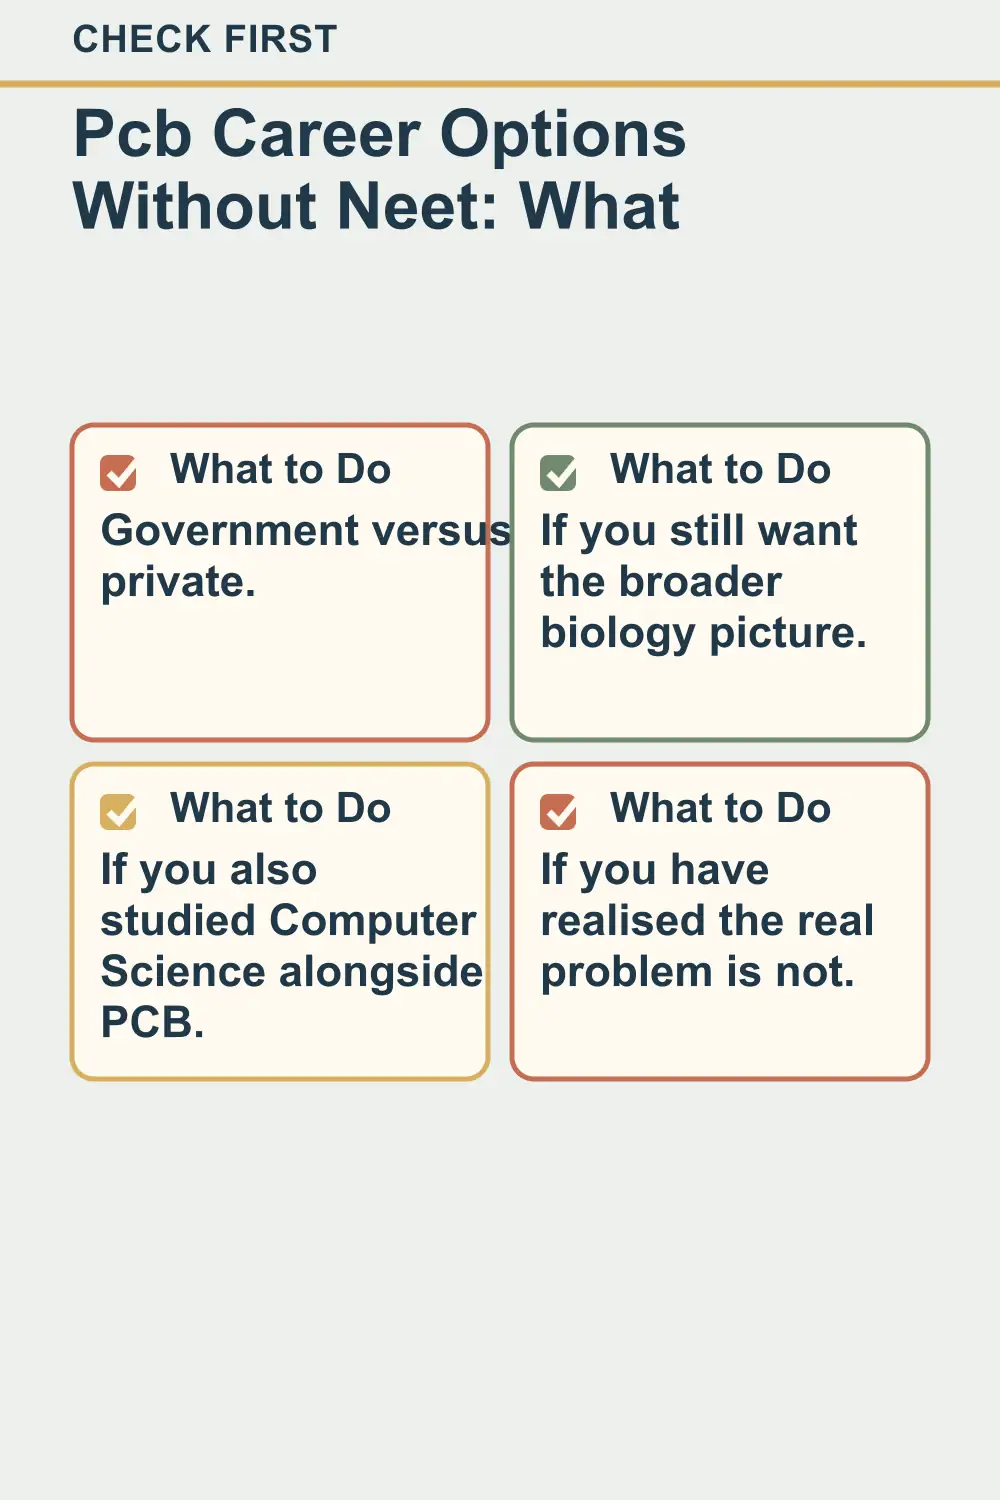 CHECK FIRST
Pcb Career Options
Without Neet: What
What to Do
Government versus
private.
What to Do
If you still want
the broader
biology picture.
What to Do
If you also
studied Computer
Science alongside
PCB.
What to Do
If you have
realised the real
problem is not.